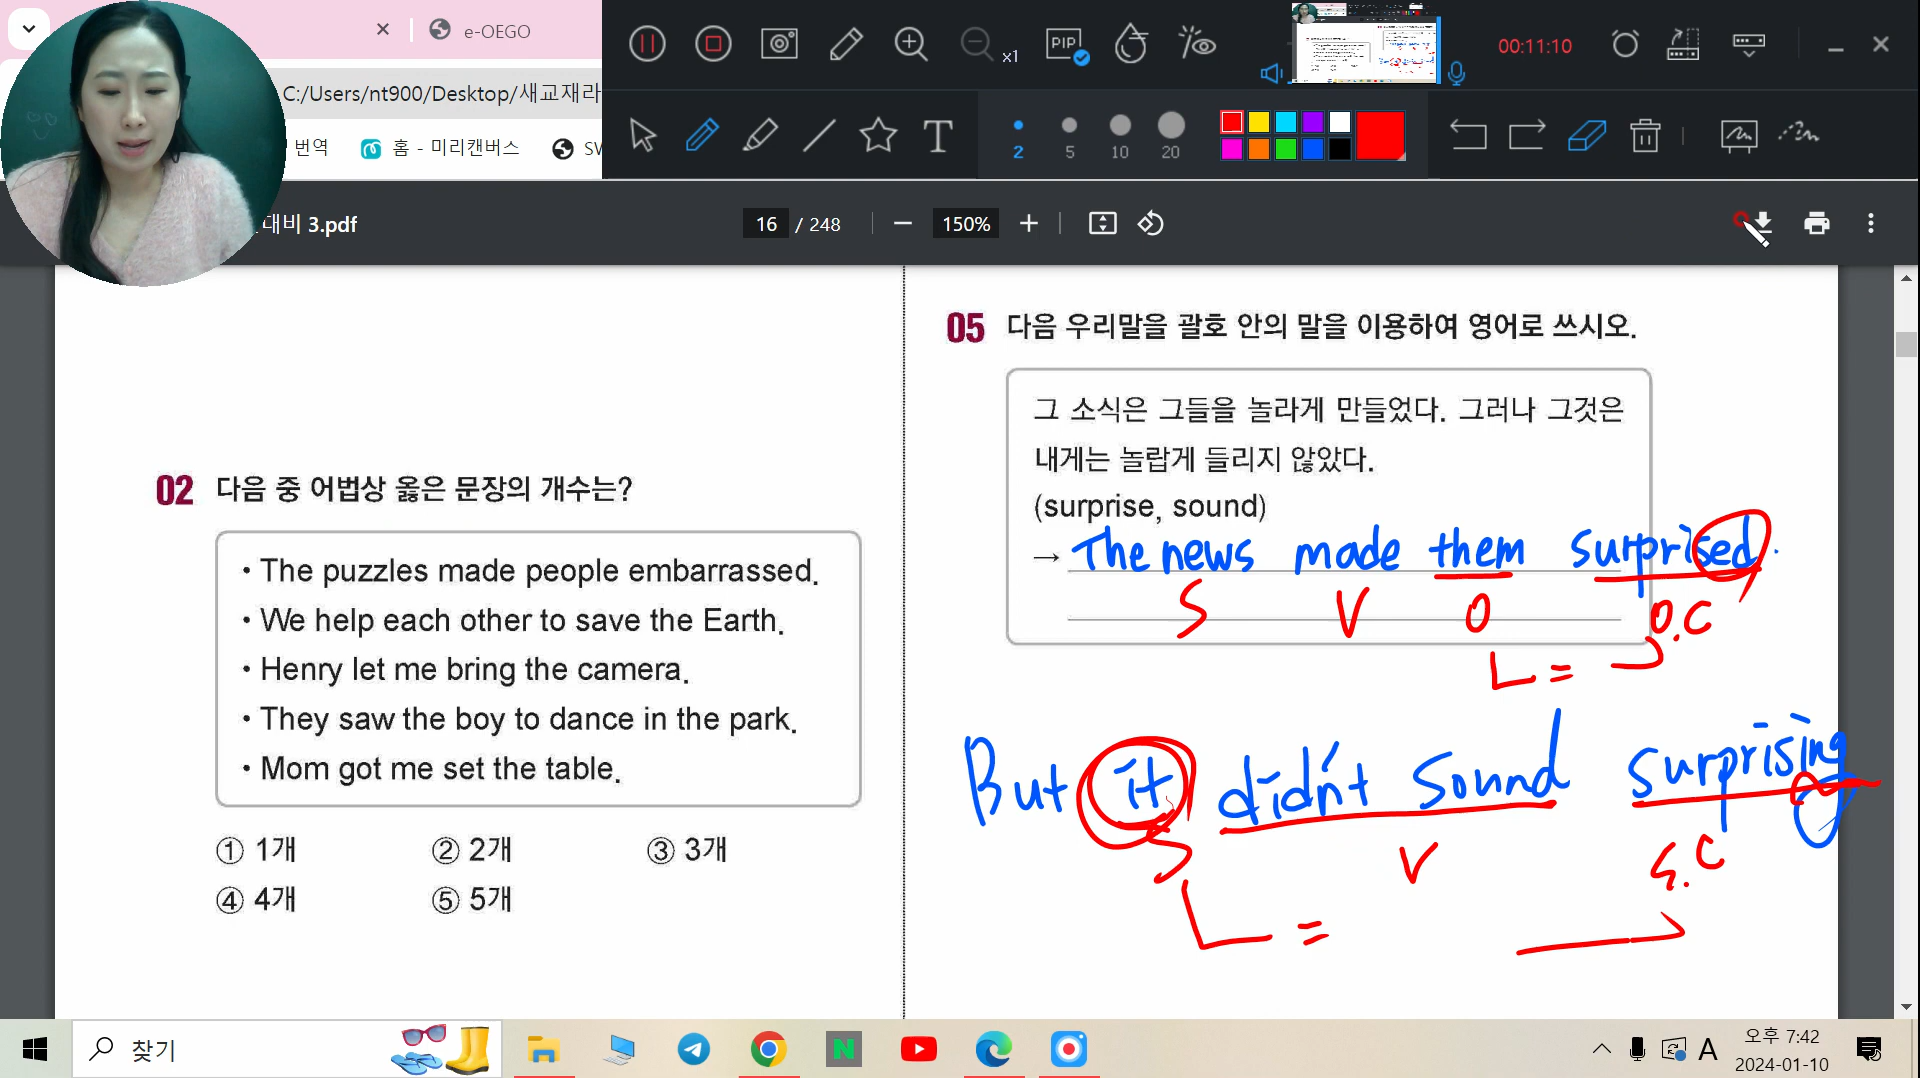 e-OEGO
x1
PIP
00:11:10
C:/Users/nt900/Desktop/새교재라
번역
홈 - 미리캔버스
SW
T
2
5
10
20
대비 3.pdf
16 / 248
150%
02 다음 중 어법상 옳은 문장의 개수는?
• The puzzles made people embarrassed.
• We help each other to save the Earth.
• Henry let me bring the camera.
• They saw the boy to dance in the park.
• Mom got me set the table.
① 1개 ② 2개 ③ 3개
④ 4개 ⑤ 5개
05 다음 우리말을 괄호 안의 말을 이용하여 영어로 쓰시오.
그 소식은 그들을 놀라게 만들었다. 그러나 그것은
내게는 놀랍게 들리지 않았다.
(surprise, sound)
→ The news made them surprised.
S V O O.C
=
But it didn't sound surprising
S V S.C
=
찾기
N
A
오후 7:42
2024-01-10